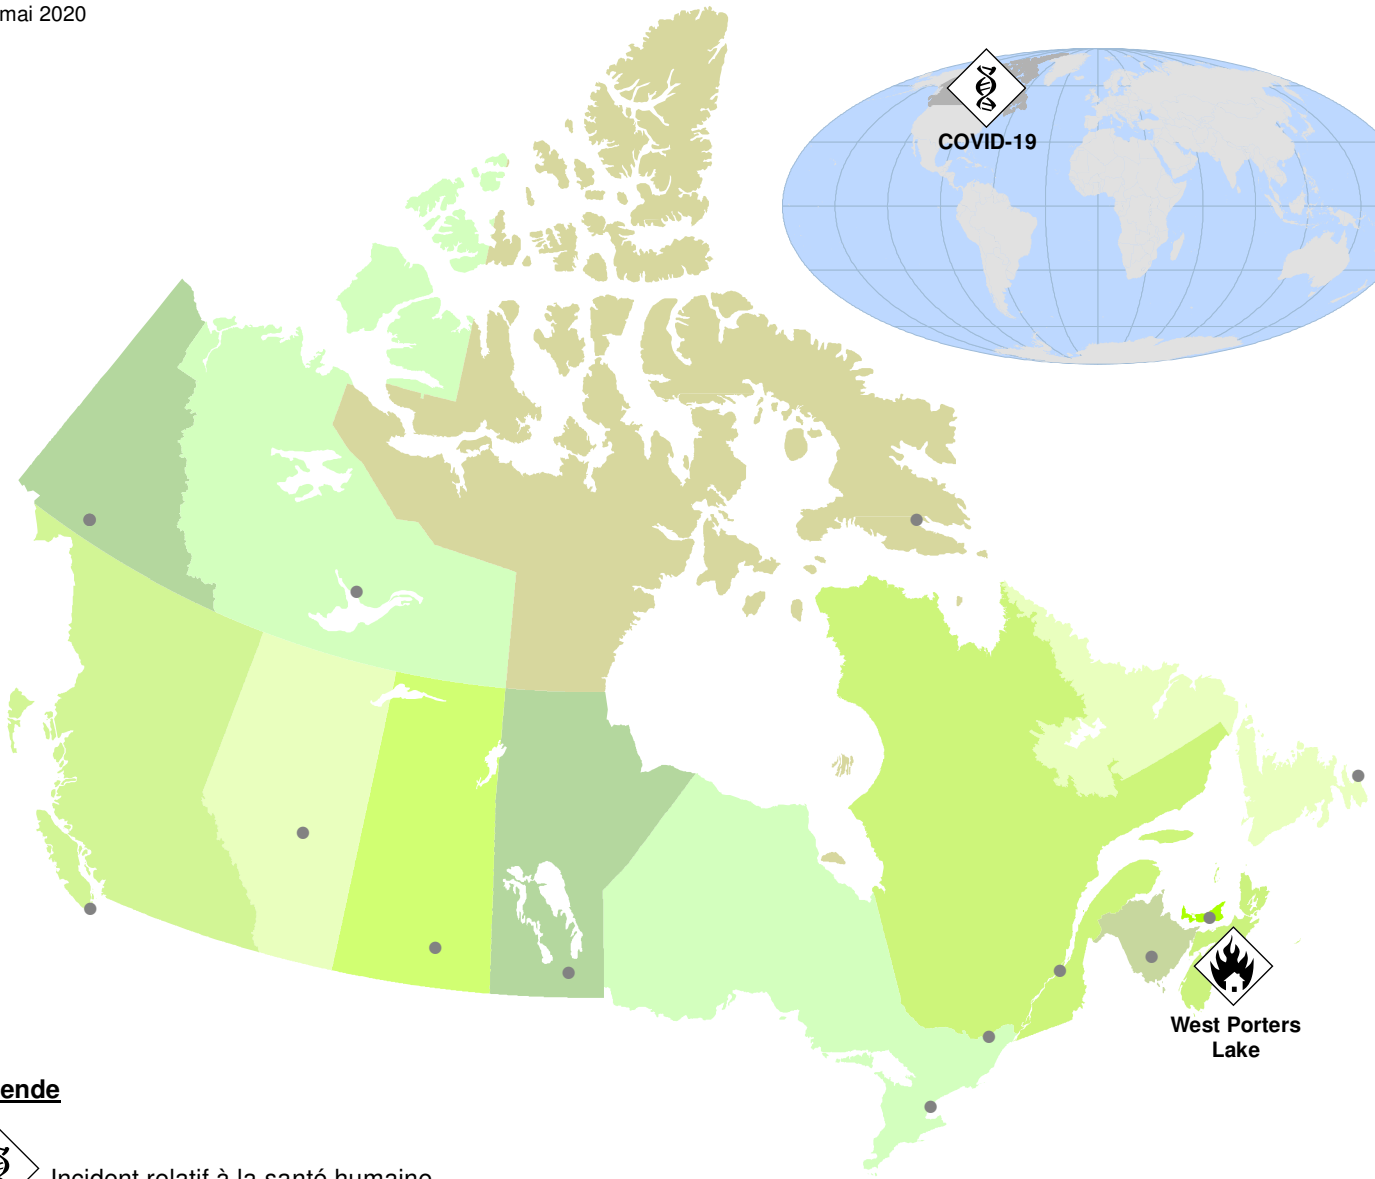 mai 2020
COVID-19
West Porters
Lake
ende
Incident relatif à la santé humaine